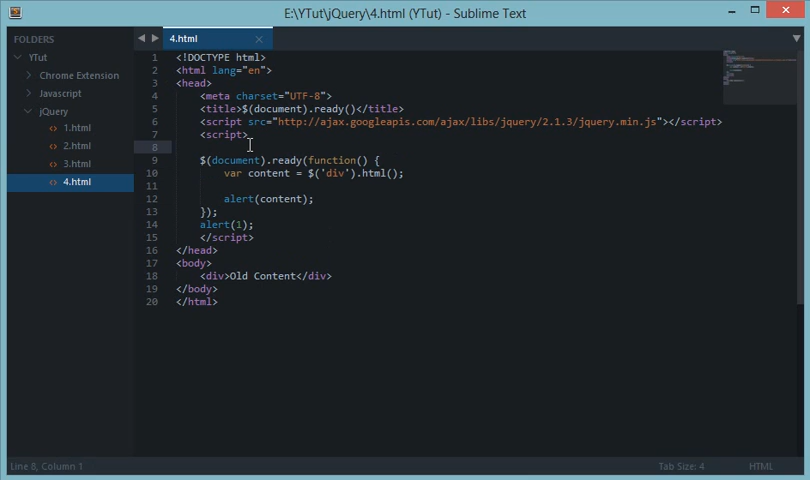 E:\YTut\jQuery\4.html (YTut) - Sublime Text
FOLDERS
YTut
Chrome Extension
Javascript
jQuery
1.html
2.html
3.html
4.html
4.html
1 <!DOCTYPE html>
2 <html lang="en">
3 <head>
4 <meta charset="UTF-8">
5 <title>$(document).ready()</title>
6 <script src="http://ajax.googleapis.com/ajax/libs/jquery/2.1.3/jquery.min.js"></script>
7 <script>
8
9 $(document).ready(function() {
10 var content = $('div').html();
11
12 alert(content);
13 });
14 alert(1);
15 </script>
16 </head>
17 <body>
18 <div>Old Content</div>
19 </body>
20 </html>
Line 8, Column 1
Tab Size: 4
HTML